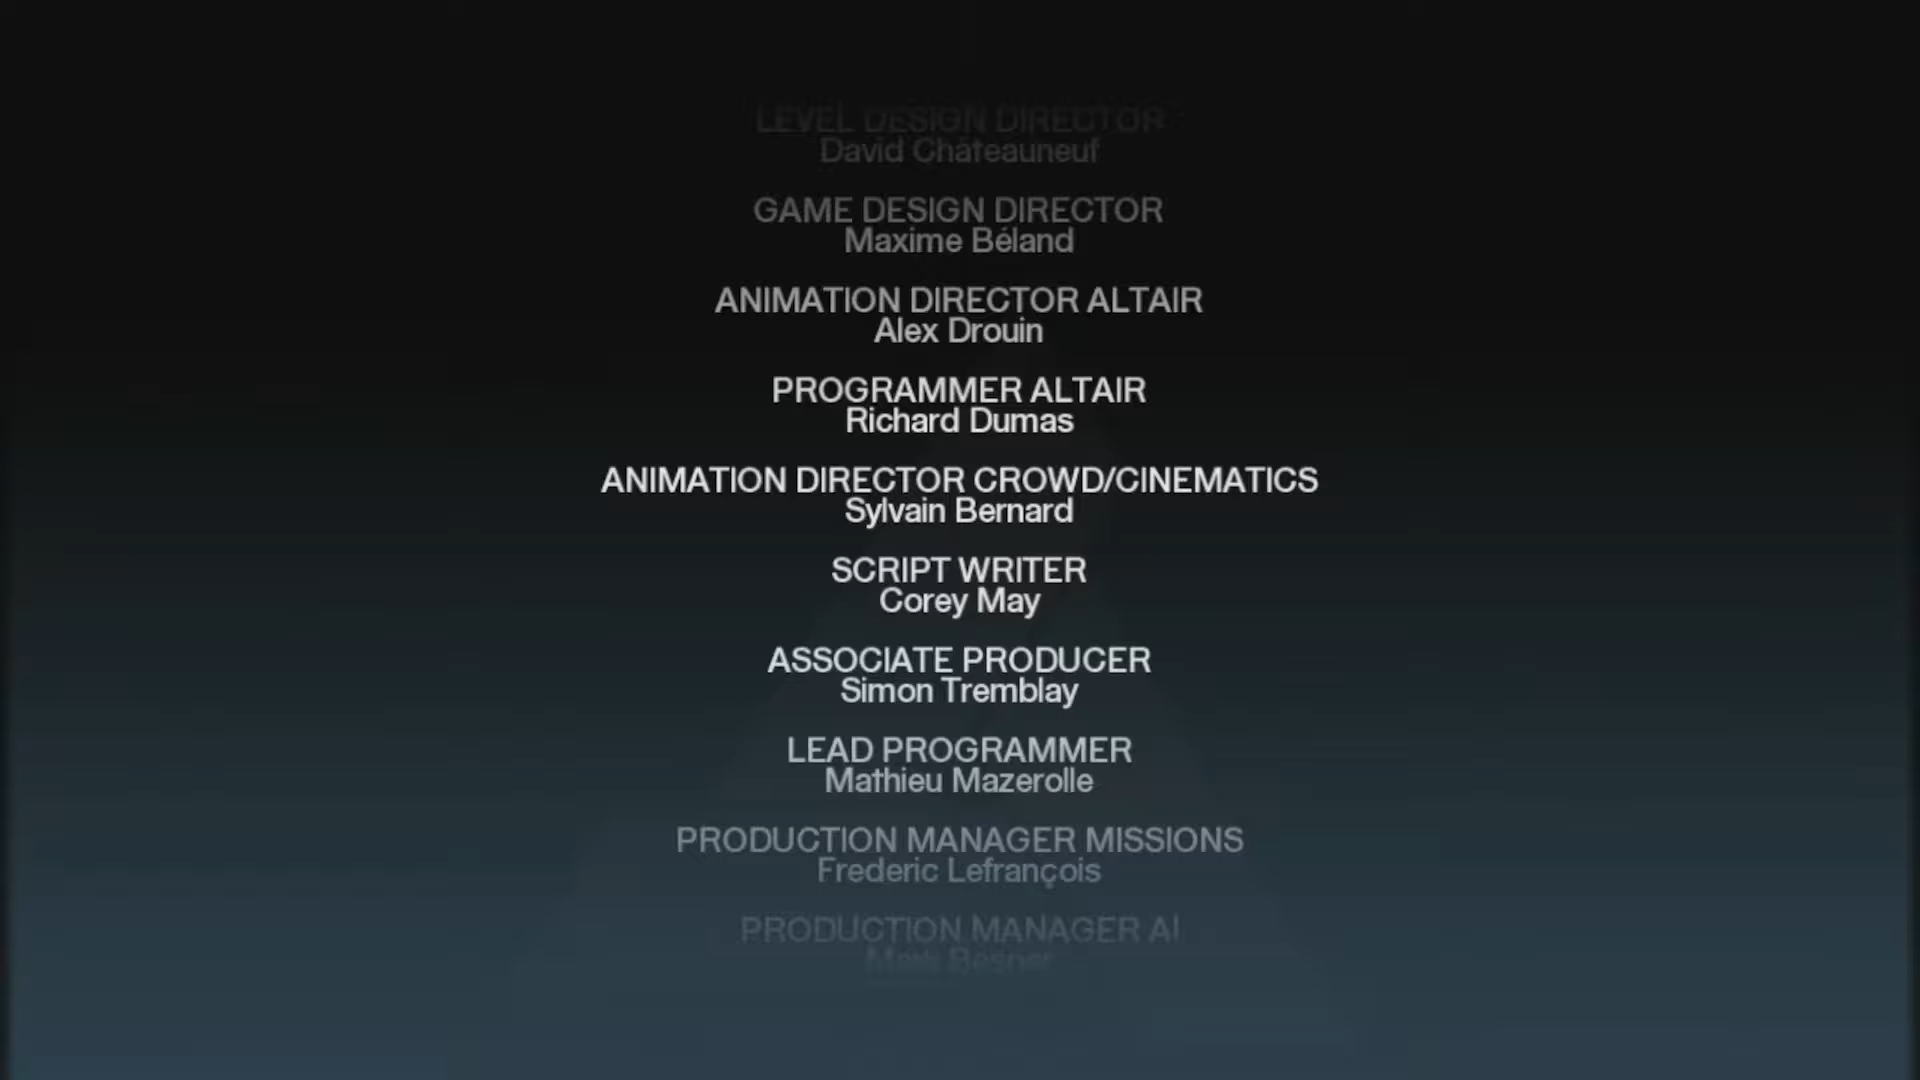 LEVEL DESIGN DIRECTOR
David Châteauneuf
GAME DESIGN DIRECTOR
Maxime Béland
ANIMATION DIRECTOR ALTAIR
Alex Drouin
PROGRAMMER ALTAIR
Richard Dumas
ANIMATION DIRECTOR CROWD/CINEMATICS
Sylvain Bernard
SCRIPT WRITER
Corey May
ASSOCIATE PRODUCER
Simon Tremblay
LEAD PROGRAMMER
Mathieu Mazerolle
PRODUCTION MANAGER MISSIONS
Frederic Lefrançois
PRODUCTION MANAGER AI